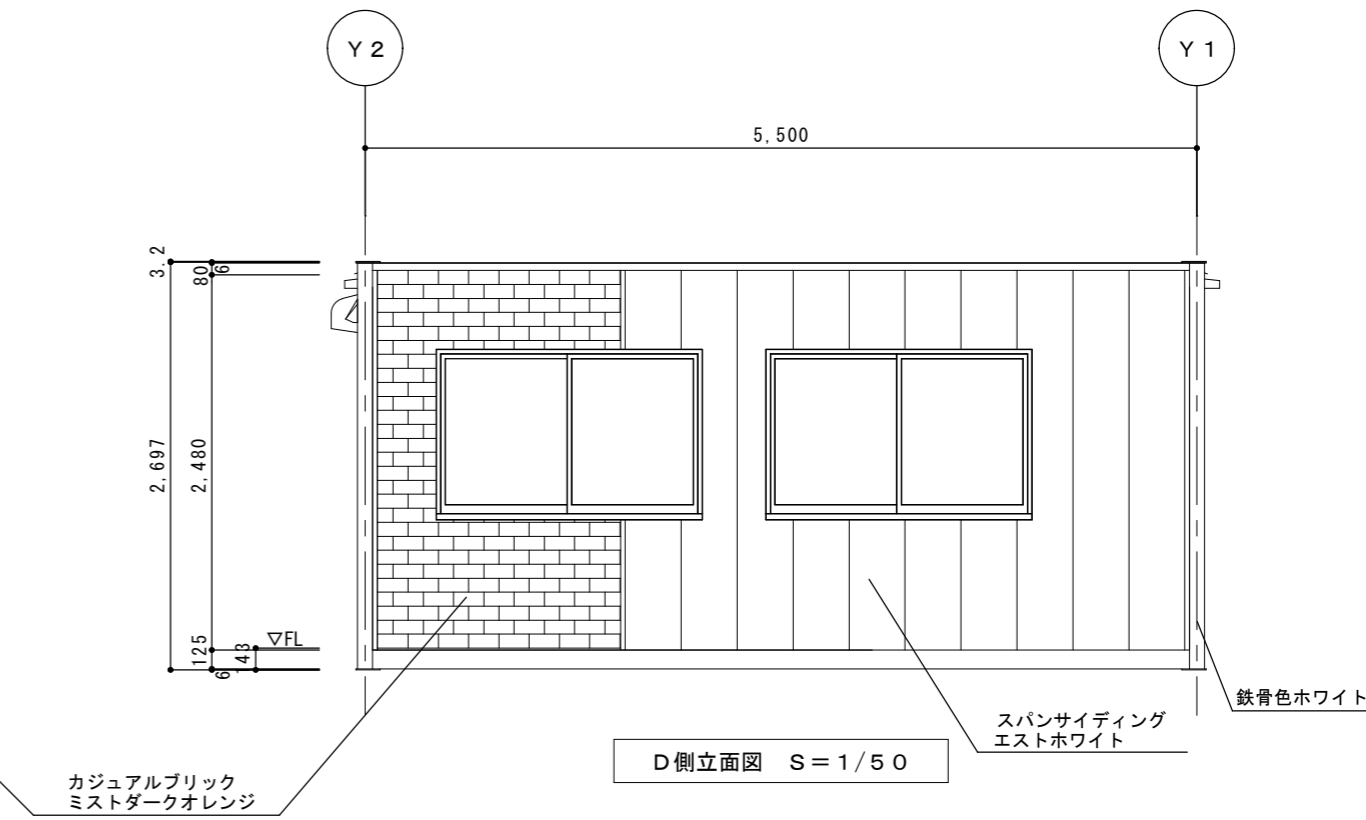 Y2
Y1
5,500
3.2
80
6
2,697
2,480
125
6
143
▽FL
鉄骨色ホワイト
スパンサイディング
エストホワイト
D側立面図 S=1/50
カジュアルブリック
ミストダークオレンジ